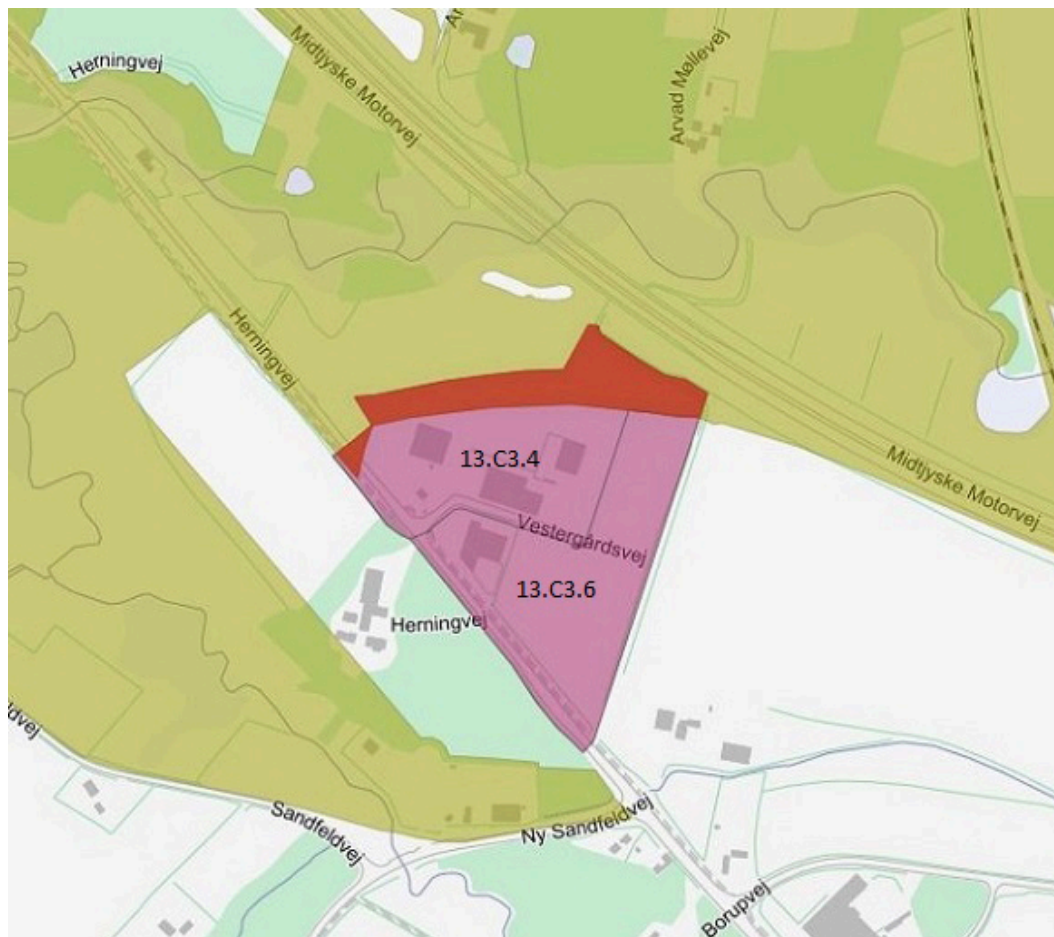 Herningvej
Midtjyske Motorvej
Arvad Møllevej
Herningvej
13.C3.4
Midtjyske Motorvej
Vestergårdsvej
13.C3.6
Herningvej
Sandfeldvej
Ny Sandfeldvej
Borupvej